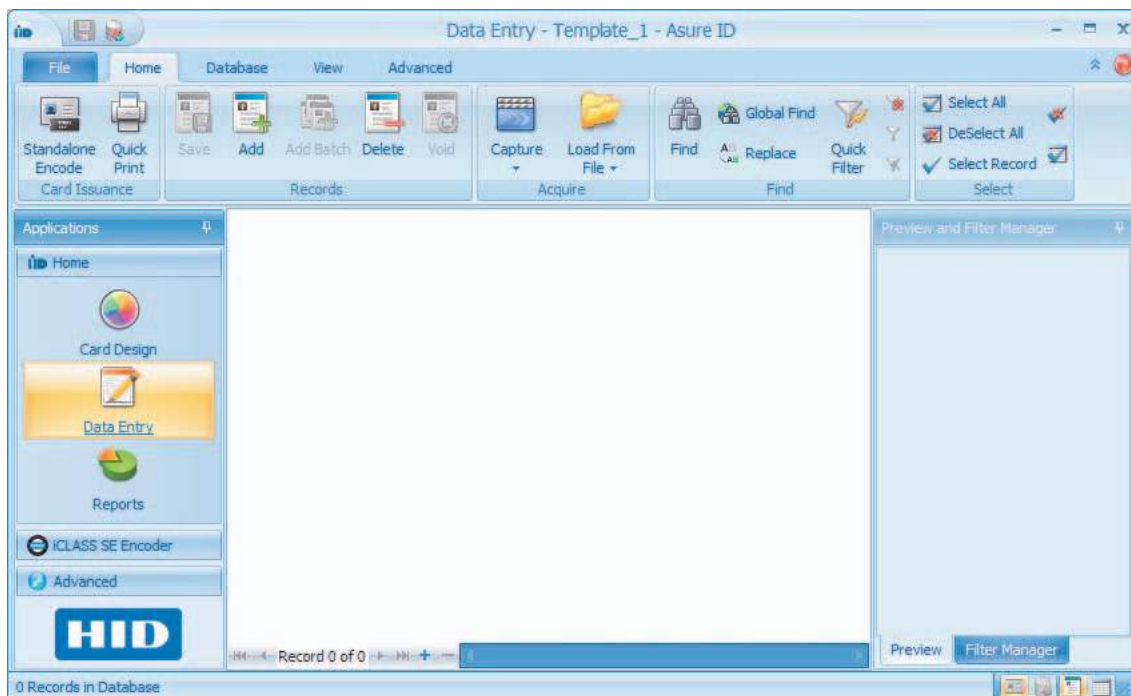 Data Entry - Template_1 - Asure ID
File Home Database View Advanced
Standalone Encode
Quick Print
Save
Add
Add Batch
Delete
Void
Capture
Load From File
Find
Global Find
Replace
Quick Filter
Select All
DeSelect All
Select Record
Card Issuance Records Acquire Find Select
Applications
iID Home
Card Design
Data Entry
Reports
iCLASS SE Encoder
Advanced
HID
Preview and Filter Manager
Record 0 of 0
Preview Filter Manager
0 Records in Database